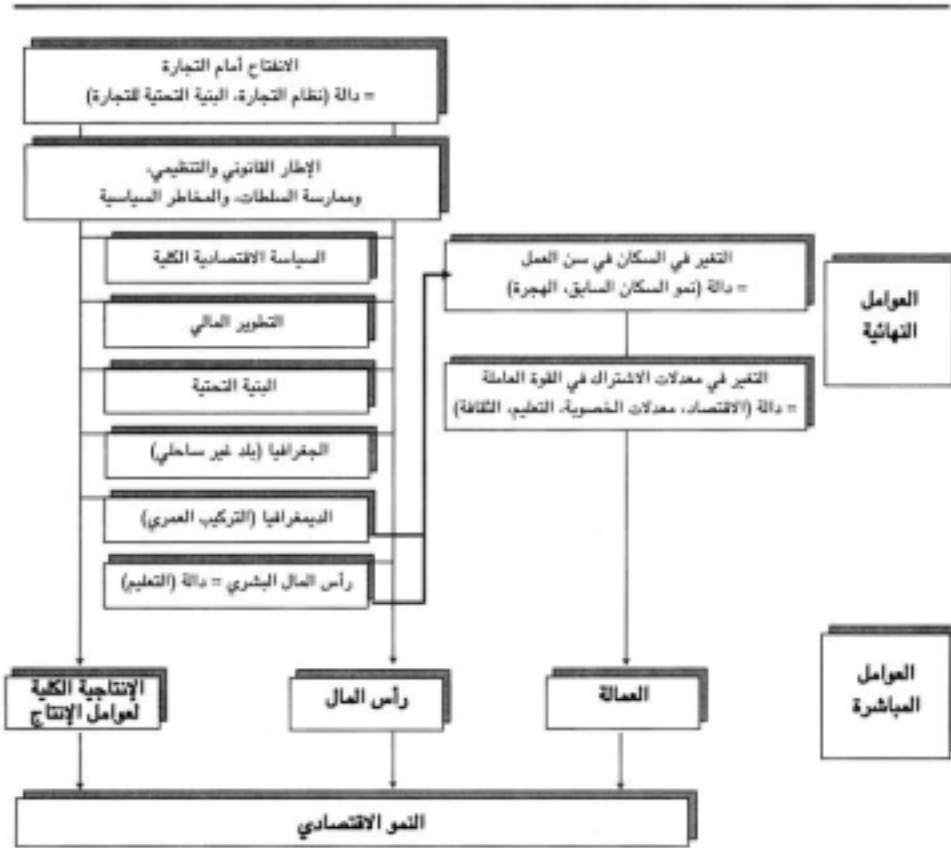 الانفتاح أمام التجارة
= دالة (نظام التجارة، البنية التحتية للتجارة)
الإطار القانوني والتنظيمي،
وممارسة السلطات، والمخاطر السياسية
السياسة الاقتصادية الكلية
التطوير المالي
البنية التحتية
الجغرافيا (بلد غير ساحلي)
الديمغرافيا (التركيب العمري)
رأس المال البشري = دالة (التعليم)
التغير في السكان في سن العمل
= دالة (نمو السكان السابق، الهجرة)
التغير في معدلات الاشتراك في القوة العاملة
= دالة (الاقتصاد، معدلات الخصوبة، التعليم، الثقافة)
العوامل
النهائية
العوامل
المباشرة
العمالة
رأس المال
الإنتاجية الكلية
لعوامل الإنتاج
النمو الاقتصادي